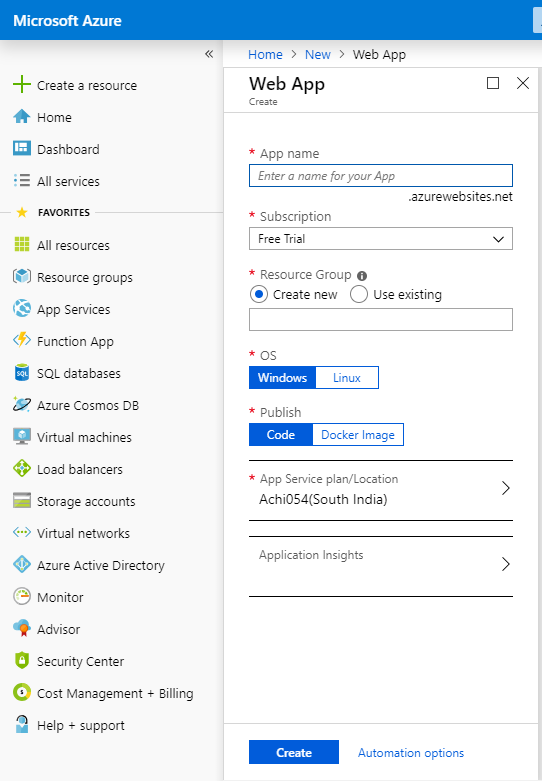 Microsoft Azure
«
Home > New > Web App
Create a resource
Home
Dashboard
All services
FAVORITES
All resources
Resource groups
App Services
Function App
SQL databases
Azure Cosmos DB
Virtual machines
Load balancers
Storage accounts
Virtual networks
Azure Active Directory
Monitor
Advisor
Security Center
Cost Management + Billing
Help + support
Web App
Create
* App name
Enter a name for your App
.azurewebsites.net
* Subscription
Free Trial
* Resource Group
Create new Use existing
* OS
Windows Linux
* Publish
Code Docker Image
* App Service plan/Location
Achi054(South India)
Application Insights
Create Automation options